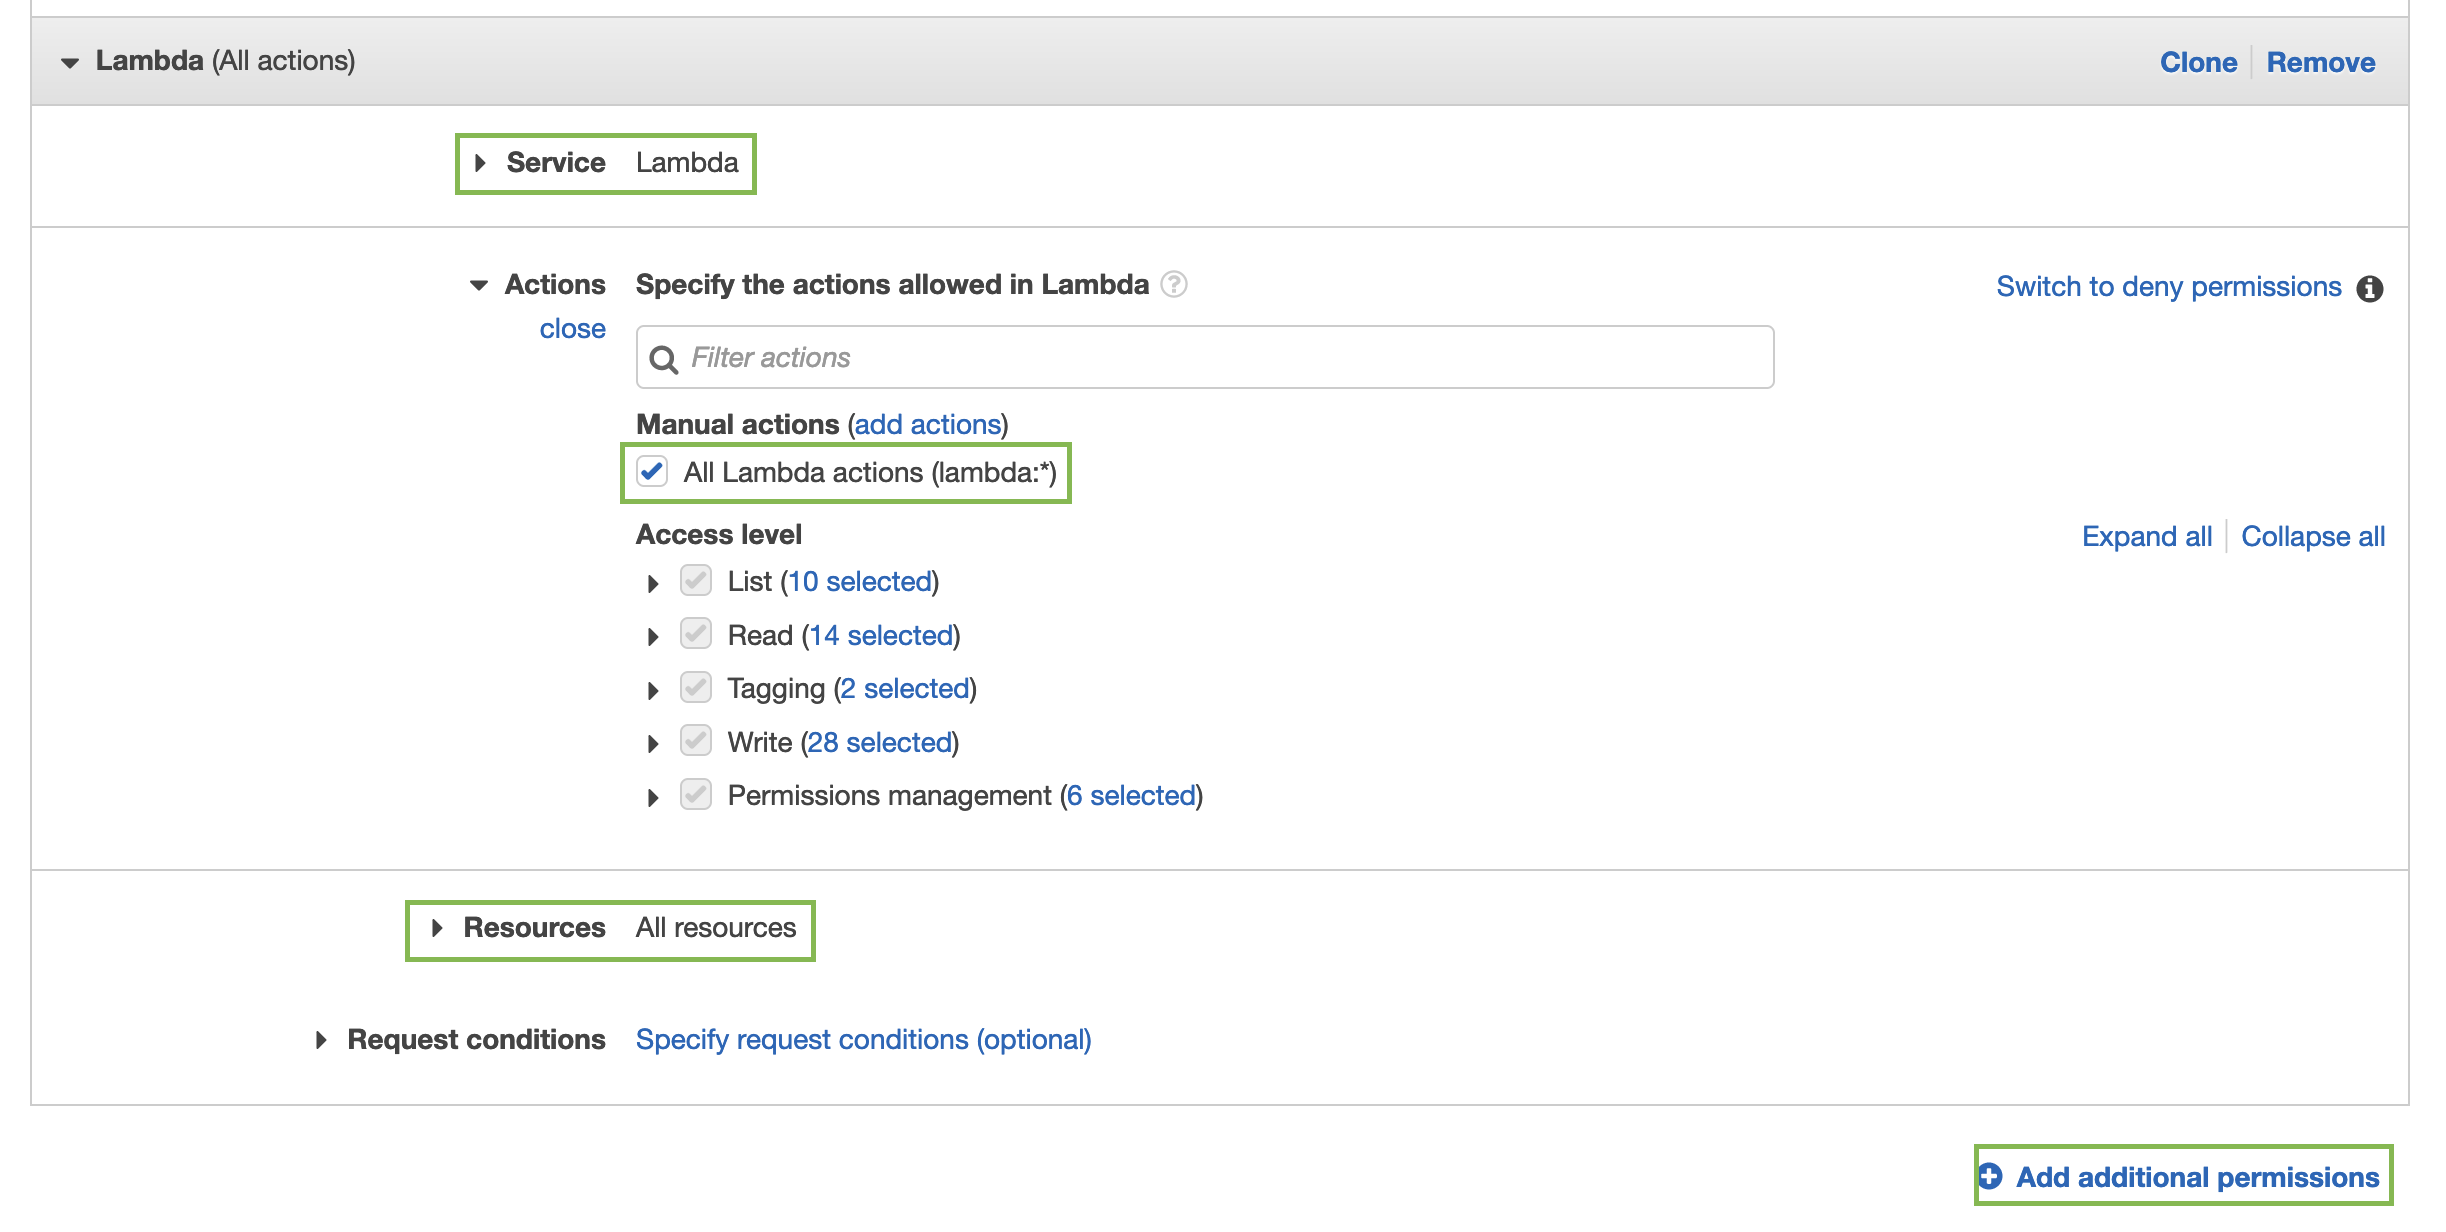 Lambda (All actions) Clone Remove
Service Lambda
Actions Specify the actions allowed in Lambda ? Switch to deny permissions i
close Filter actions
Manual actions (add actions)
All Lambda actions (lambda:*)
Access level Expand all Collapse all
List (10 selected)
Read (14 selected)
Tagging (2 selected)
Write (28 selected)
Permissions management (6 selected)
Resources All resources
Request conditions Specify request conditions (optional)
Add additional permissions